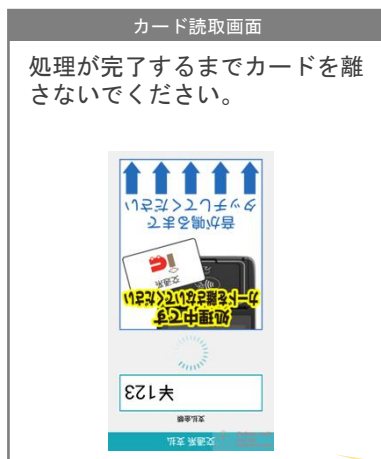 カード読取画面
処理が完了するまでカードを離
さないでください。
交通系 支払
支払金額
¥123
処理中です
カードを離さないでください
交通系
音が鳴るまで
タッチしてください